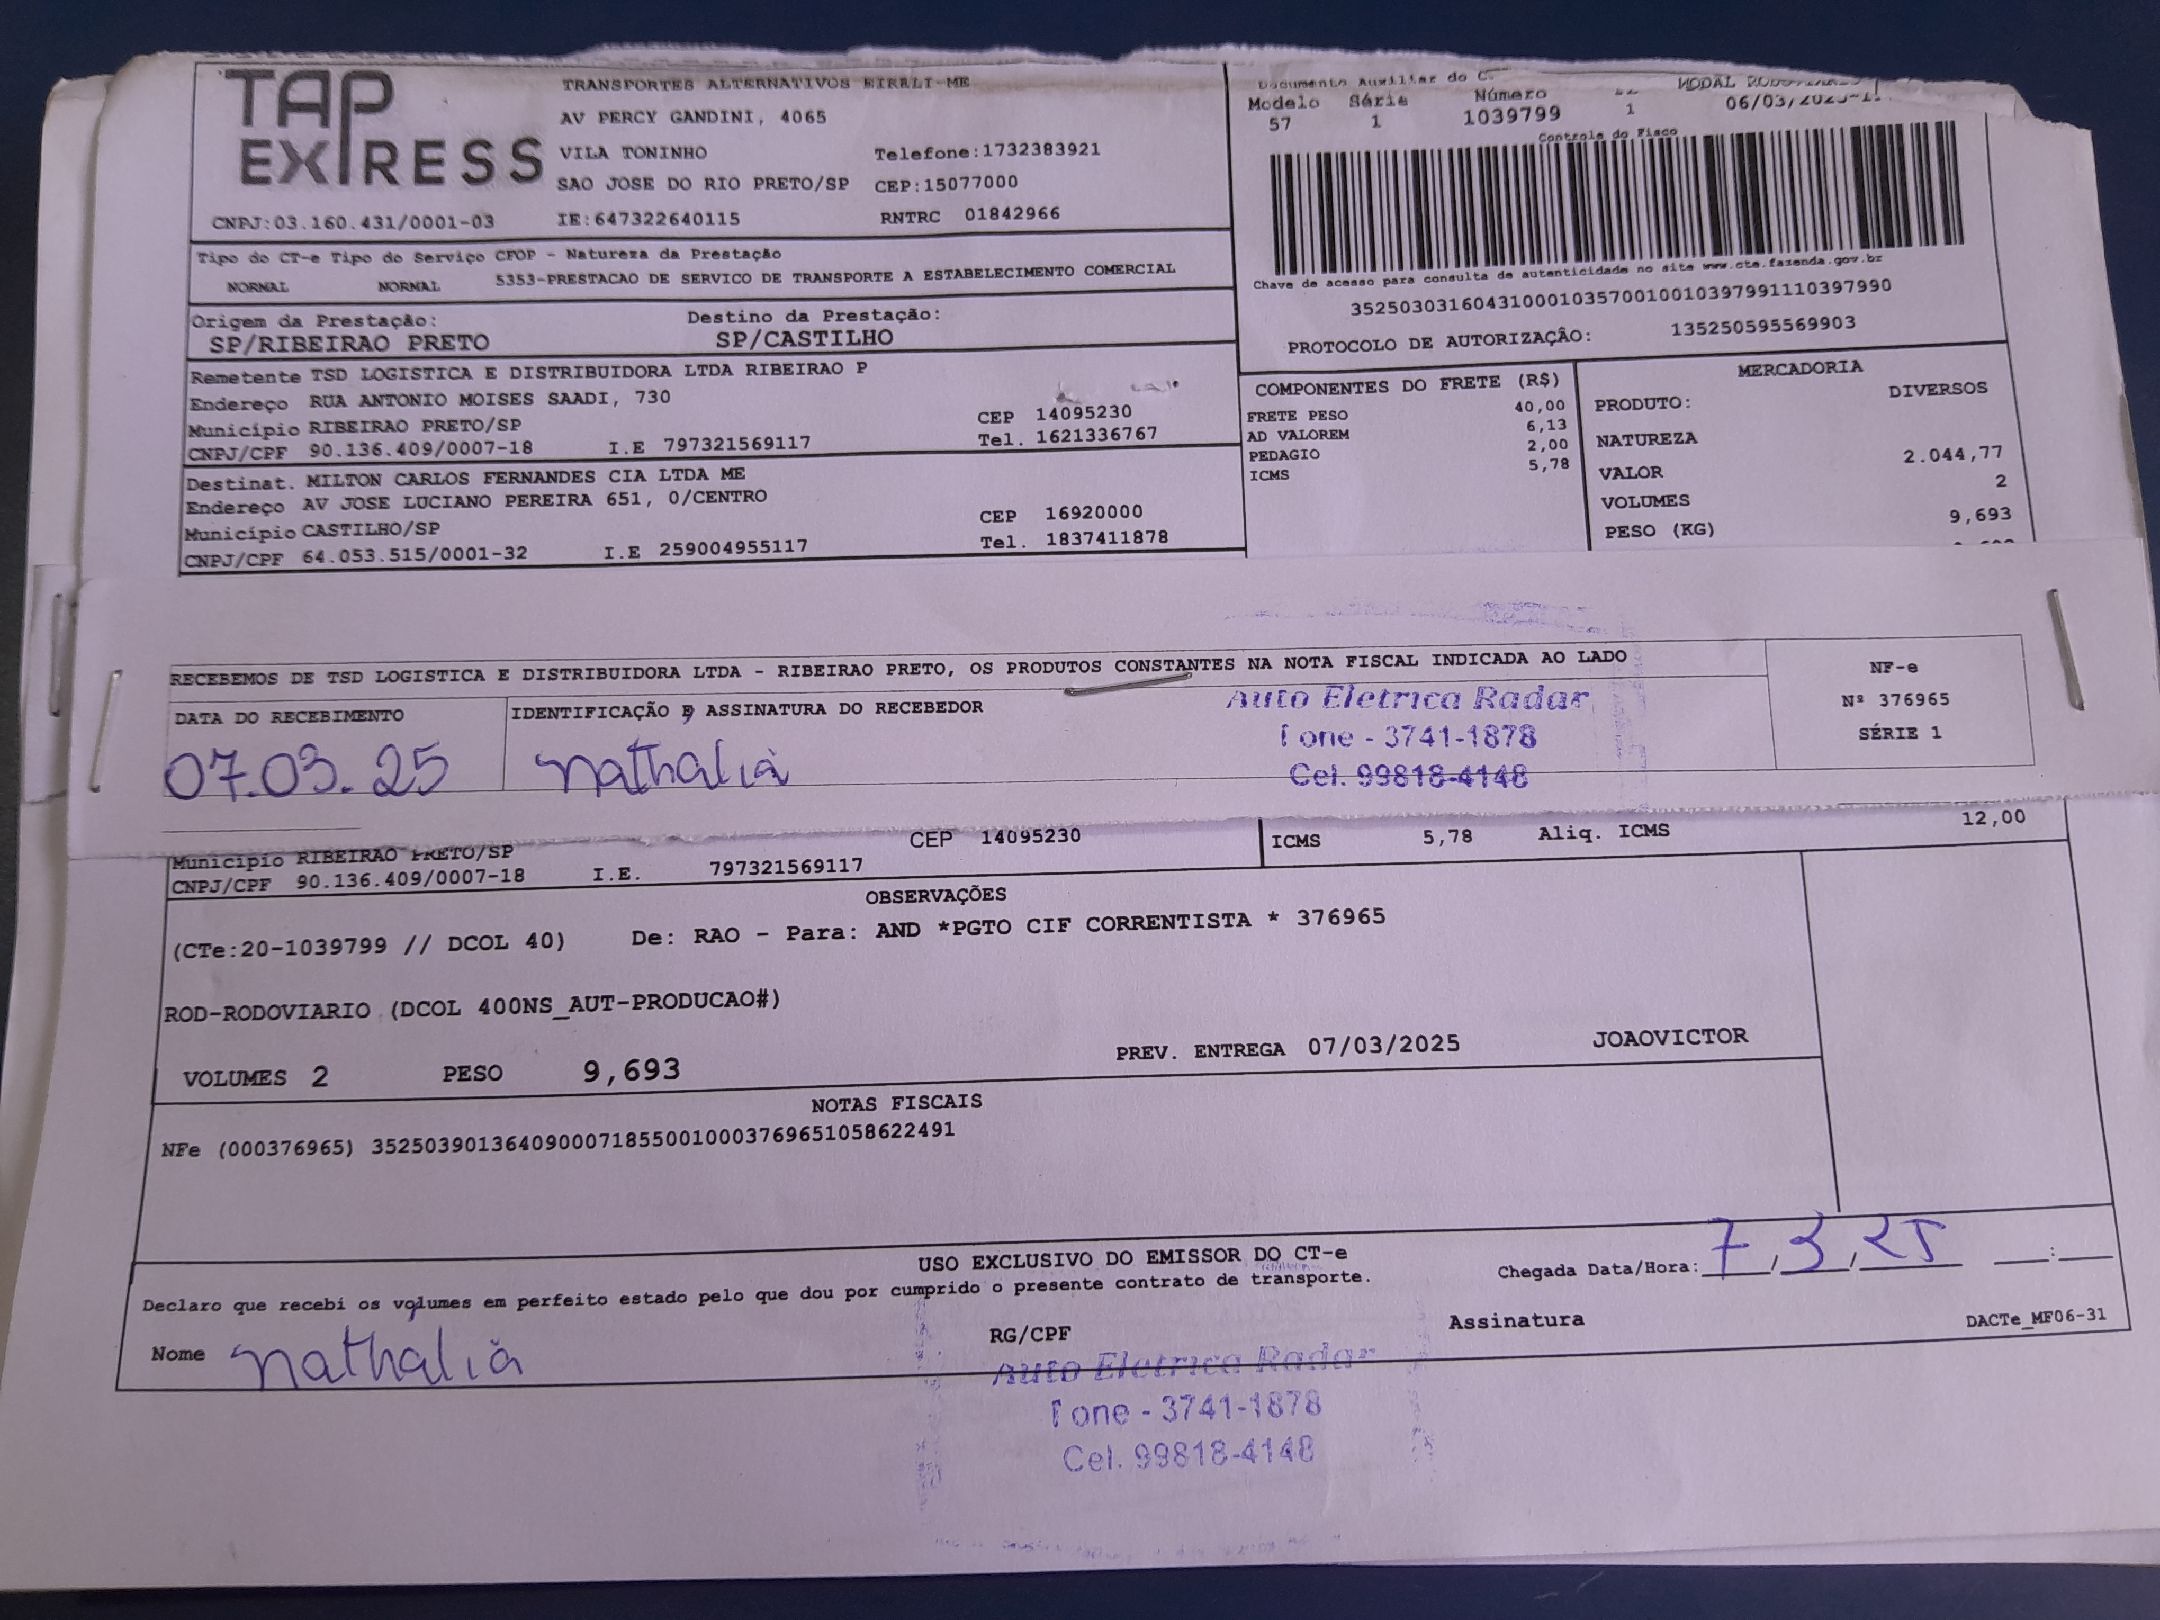 TAP EXPRESS
TRANSPORTES ALTERNATIVOS EIRELI-ME
AV PERCY GANDINI, 4065
VILA TONINHO Telefone:1732383921
SAO JOSE DO RIO PRETO/SP CEP:15077000
CNPJ:03.160.431/0001-03 IE:647322640115 RNTRC 01842966
Documento Auxiliar do MODAL
Modelo Série Número
57 1 1039799 1 06/03/2025
Controle do Fisco
Chave de acesso para consulta de autenticidade no site www.cte.fazenda.gov.br
35250303160431000103570010010397991110397990
PROTOCOLO DE AUTORIZAÇÃO: 135250595569903
Tipo do CT-e Tipo do Serviço CFOP - Natureza da Prestação
NORMAL NORMAL 5353-PRESTACAO DE SERVICO DE TRANSPORTE A ESTABELECIMENTO COMERCIAL
Origem da Prestação: Destino da Prestação:
SP/RIBEIRAO PRETO SP/CASTILHO
Remetente TSD LOGISTICA E DISTRIBUIDORA LTDA RIBEIRAO P
Endereço RUA ANTONIO MOISES SAADI, 730
Município RIBEIRAO PRETO/SP CEP 14095230
CNPJ/CPF 90.136.409/0007-18 I.E 797321569117 Tel. 1621336767
Destinat. MILTON CARLOS FERNANDES CIA LTDA ME
Endereço AV JOSE LUCIANO PEREIRA 651, 0/CENTRO
Município CASTILHO/SP CEP 16920000
CNPJ/CPF 64.053.515/0001-32 I.E 259004955117 Tel. 1837411878
COMPONENTES DO FRETE (R$)
FRETE PESO 40,00
AD VALOREM 6,13
PEDAGIO 2,00
ICMS 5,78
MERCADORIA
PRODUTO: DIVERSOS
NATUREZA
VALOR 2.044,77
VOLUMES 2
PESO (KG) 9,693
RECEBEMOS DE TSD LOGISTICA E DISTRIBUIDORA LTDA - RIBEIRAO PRETO, OS PRODUTOS CONSTANTES NA NOTA FISCAL INDICADA AO LADO
DATA DO RECEBIMENTO IDENTIFICAÇÃO E ASSINATURA DO RECEBEDOR
07.03.25 Nathalia
Auto Eletrica Radar
Fone - 3741-1878
Cel. 99818-4148
NF-e
Nº 376965
SÉRIE 1
Município RIBEIRAO PRETO/SP CEP 14095230
CNPJ/CPF 90.136.409/0007-18 I.E. 797321569117
ICMS 5,78 Aliq. ICMS 12,00
OBSERVAÇÕES
(CTe:20-1039799 // DCOL 40) De: RAO - Para: AND *PGTO CIF CORRENTISTA * 376965
ROD-RODOVIARIO (DCOL 400NS_AUT-PRODUCAO#)
VOLUMES 2 PESO 9,693 PREV. ENTREGA 07/03/2025 JOAOVICTOR
NOTAS FISCAIS
NFe (000376965) 35250390136409000718550010003769651058622491
USO EXCLUSIVO DO EMISSOR DO CT-e
Declaro que recebi os volumes em perfeito estado pelo que dou por cumprido o presente contrato de transporte.
Chegada Data/Hora: 7/3/25 :
Nome Nathalia RG/CPF Assinatura DACTe_MF06-31
Auto Eletrica Radar
Fone - 3741-1878
Cel. 99818-4148